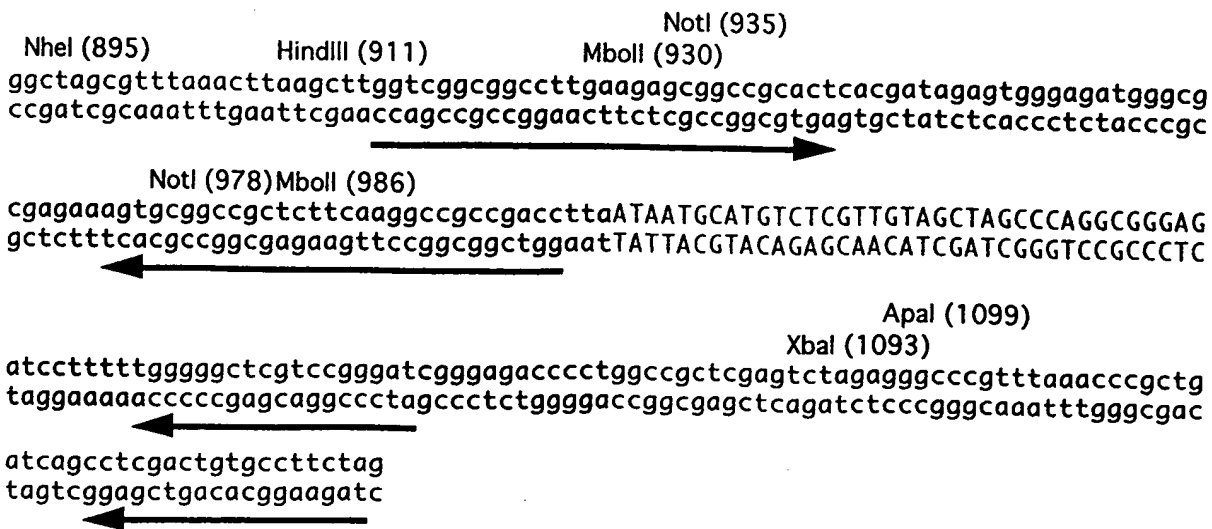 NotI (935)
NheI (895) HindIII (911) MboII (930)
ggctagcgtttaaacttaagcttggtcggcggccttgaagagcggccgcactcacgatagagtgggagatgggcg
ccgatcgcaaatttgaattcgaaccagccgccggaacttctcgccggcgtgagtgctatctcaccctctacccgc
NotI (978) MboII (986)
cgagaaagtgcggccgctcttcaaggccgccgaccttaATAATGCATGTCTCGTTGTAGCTAGCCCAGGCGGGAG
gctctttcacgccggcgagaagttccggcggctggaatTATTACGTACAGAGCAACATCGATCGGGTCCGCCCTC
ApaI (1099)
XbaI (1093)
atcctttttgggggctcgtccgggatcgggagacccctggccgctcgagtctagagggcccgtttaaacccgctg
taggaaaaacccccgagcaggccctagccctctggggaccggcgagctcagatctcccgggcaaatttgggcgac
atcagcctcgactgtgccttctag
tagtcggagctgacacggaagatc